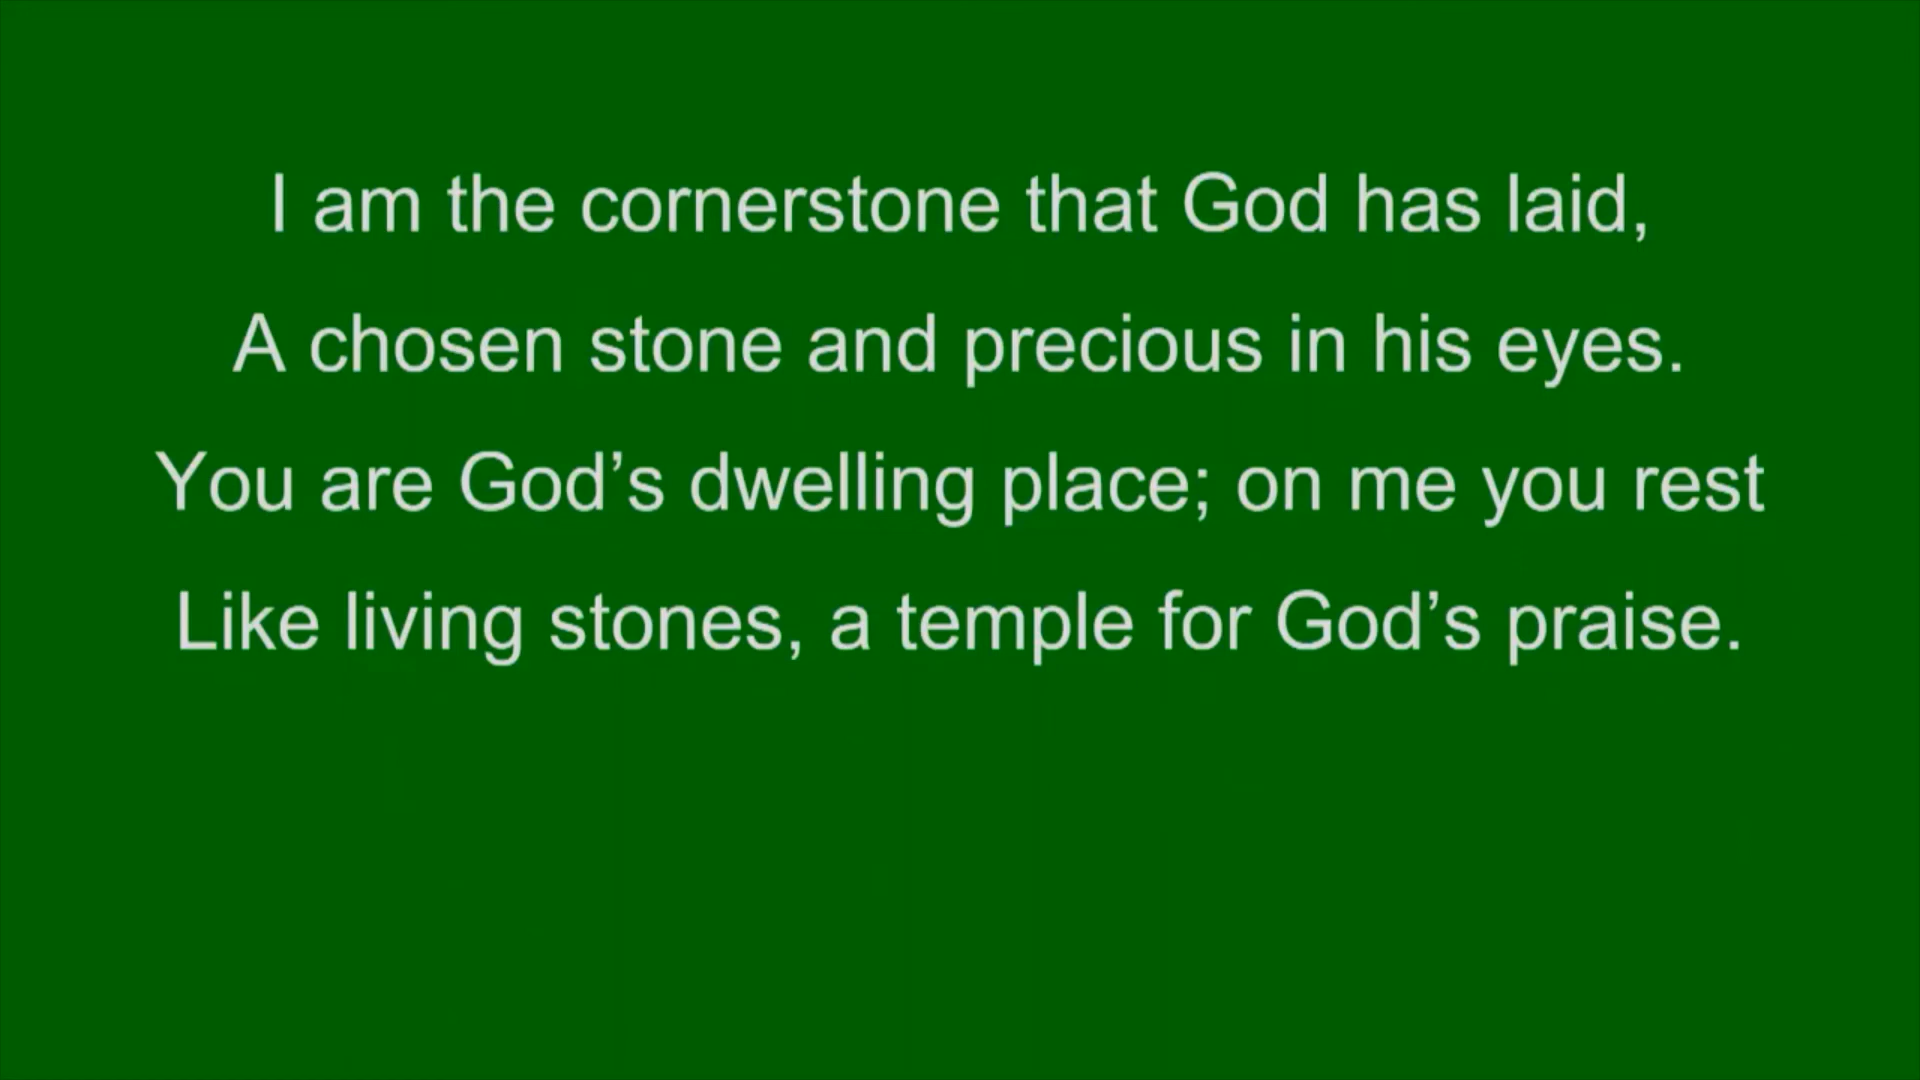 I am the cornerstone that God has laid,
A chosen stone and precious in his eyes.
You are God’s dwelling place; on me you rest
Like living stones, a temple for God’s praise.